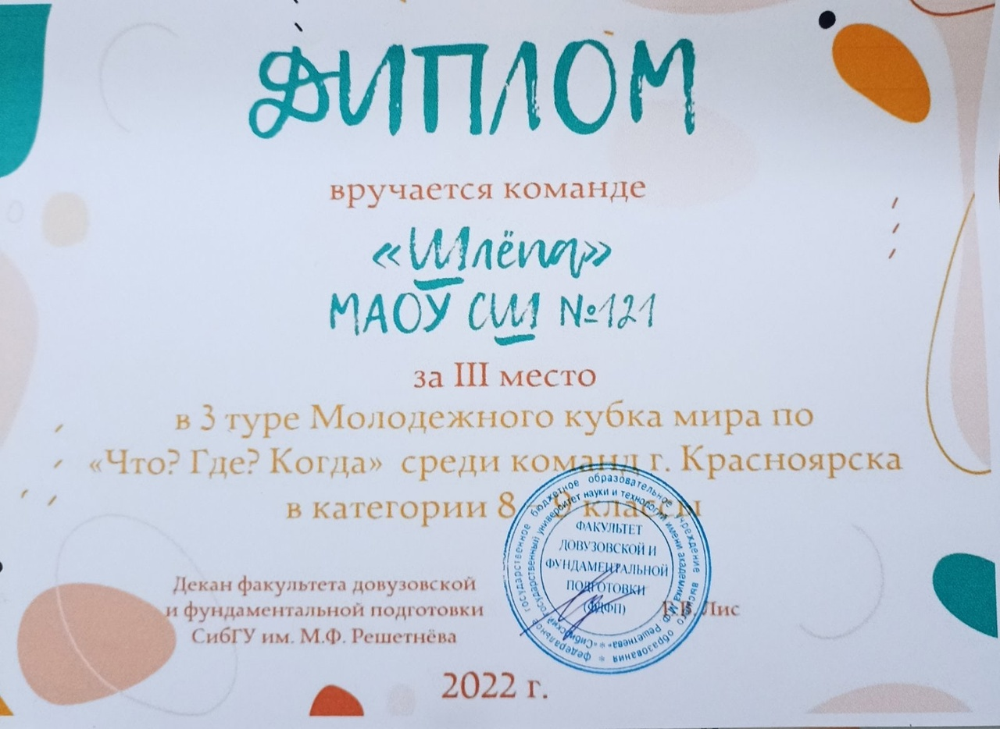 ДИПЛОМ
вручается команде
«Шлёпа»
МАОУ СШ №121
за III место
в 3 туре Молодежного кубка мира по
«Что? Где? Когда» среди команд г. Красноярска
в категории 8 – 9 классы
Декан факультета довузовской
и фундаментальной подготовки
СибГУ им. М.Ф. Решетнёва
Лис
федеральное государственное бюджетное образовательное учреждение высшего образования
«Сибирский государственный университет науки и технологий имени академика М.Ф. Решетнева»
ФАКУЛЬТЕТ
ДОВУЗОВСКОЙ И
ФУНДАМЕНТАЛЬНОЙ
ПОДГОТОВКИ
(ФДФП)
2022 г.